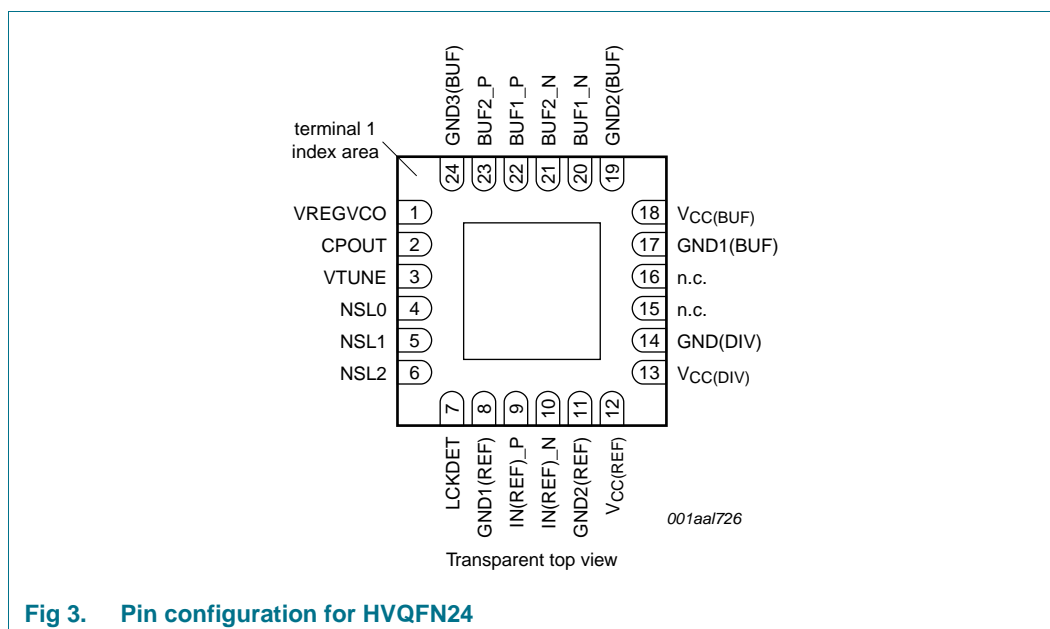 GND3(BUF)
BUF2_P
BUF1_P
BUF2_N
BUF1_N
GND2(BUF)
terminal 1
index area
24
23
22
21
20
19
VREGVCO 1
18 VCC(BUF)
CPOUT 2
17 GND1(BUF)
VTUNE 3
16 n.c.
NSL0 4
15 n.c.
NSL1 5
14 GND(DIV)
NSL2 6
13 VCC(DIV)
7
8
9
10
11
12
LCKDET
GND1(REF)
IN(REF)_P
IN(REF)_N
GND2(REF)
VCC(REF)
001aal726
Transparent top view
Fig 3. Pin configuration for HVQFN24